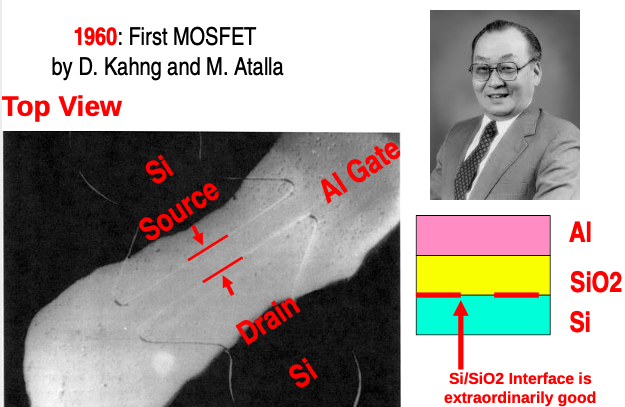 1960: First MOSFET
by D. Kahng and M. Atalla
Top View
Si
Source
Al Gate
Drain
Si
Al
SiO2
Si
Si/SiO2 Interface is
extraordinarily good